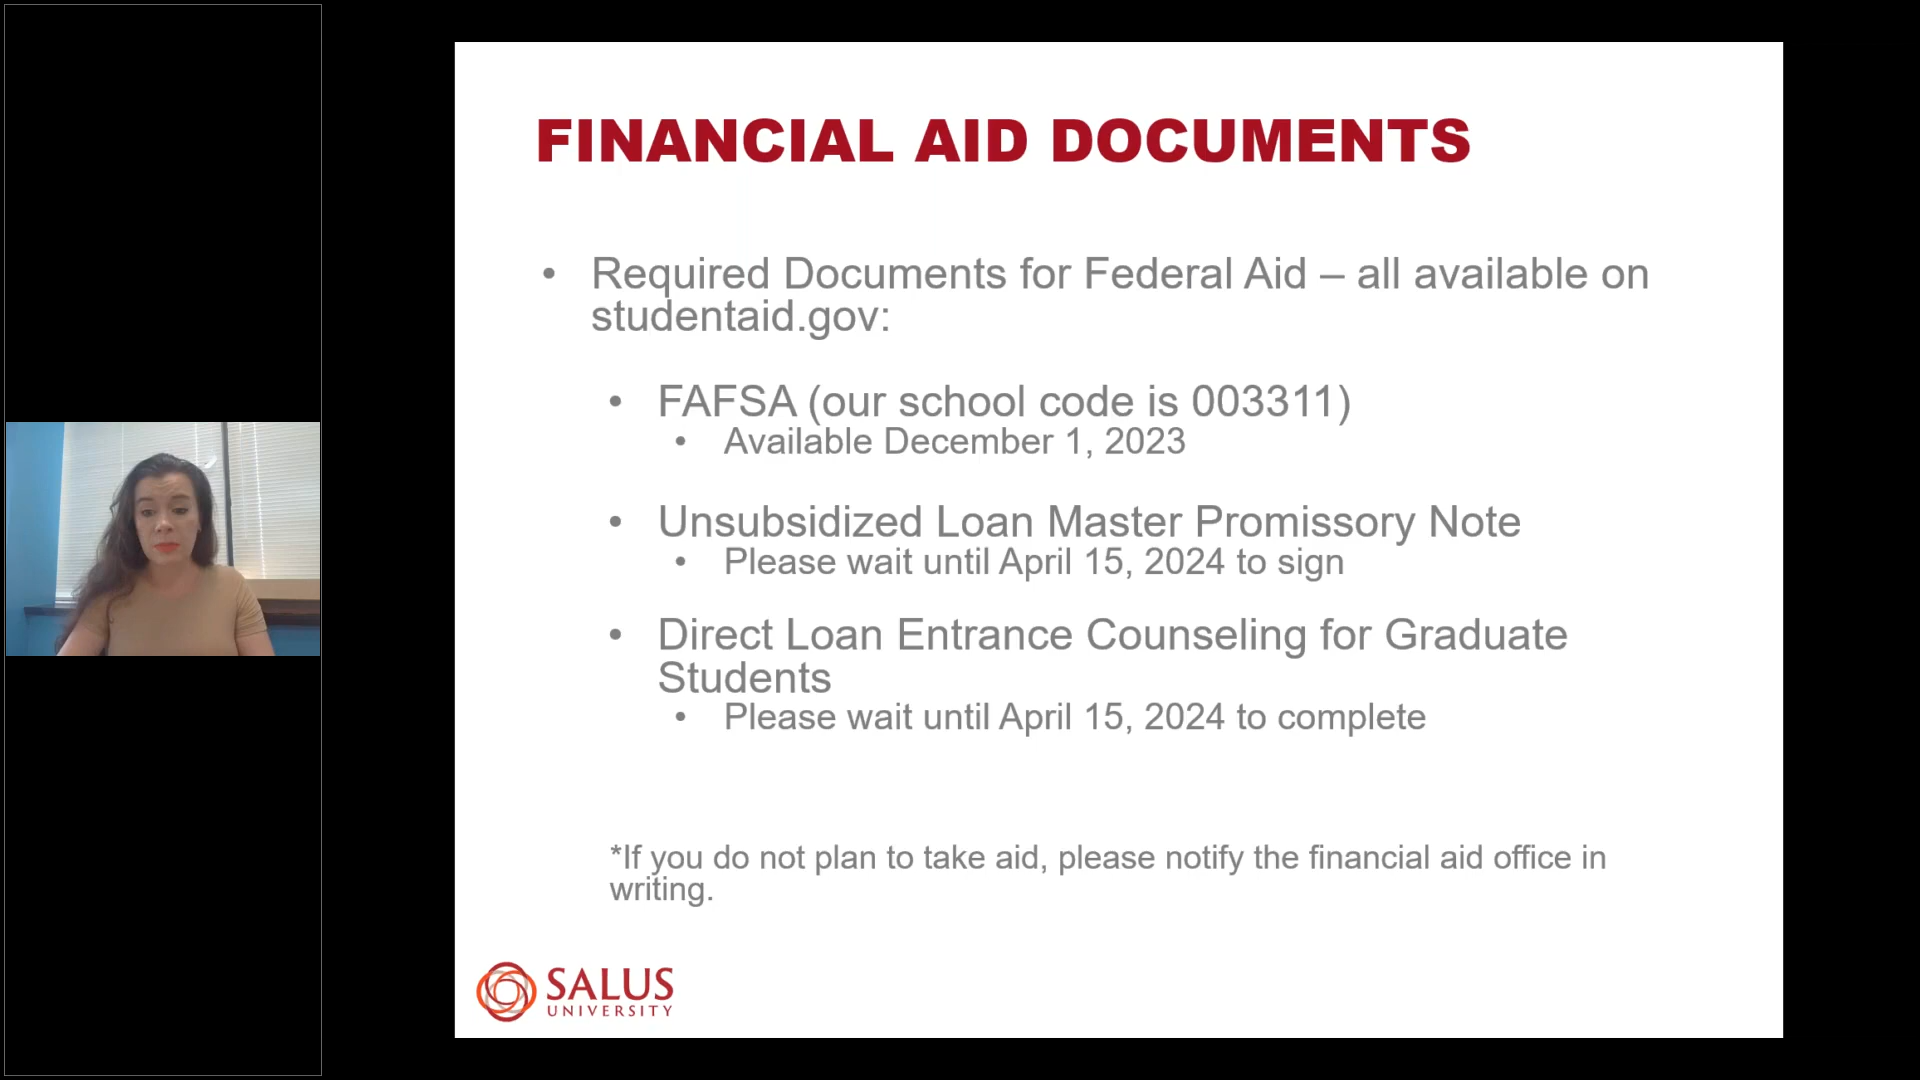 FINANCIAL AID DOCUMENTS
• Required Documents for Federal Aid – all available on
studentaid.gov:
• FAFSA (our school code is 003311)
• Available December 1, 2023
• Unsubsidized Loan Master Promissory Note
• Please wait until April 15, 2024 to sign
• Direct Loan Entrance Counseling for Graduate
Students
• Please wait until April 15, 2024 to complete
*If you do not plan to take aid, please notify the financial aid office in
writing.
SALUS
UNIVERSITY